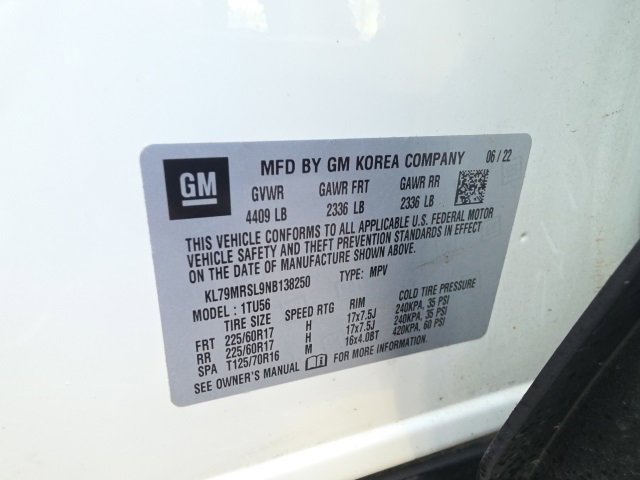 GM MFD BY GM KOREA COMPANY 06/22
GVWR GAWR FRT GAWR RR
4409 LB 2336 LB 2336 LB
THIS VEHICLE CONFORMS TO ALL APPLICABLE U.S. FEDERAL MOTOR
VEHICLE SAFETY AND THEFT PREVENTION STANDARDS IN EFFECT
ON THE DATE OF MANUFACTURE SHOWN ABOVE.
KL79MRSL9NB138250 TYPE: MPV
MODEL: 1TU56
TIRE SIZE SPEED RTG RIM COLD TIRE PRESSURE
FRT 225/60R17 H 17x7.5J 240KPA, 35 PSI
RR 225/60R17 H 17x7.5J 240KPA, 35 PSI
SPA T125/70R16 M 16x4.0BT 420KPA, 60 PSI
SEE OWNER'S MANUAL FOR MORE INFORMATION.